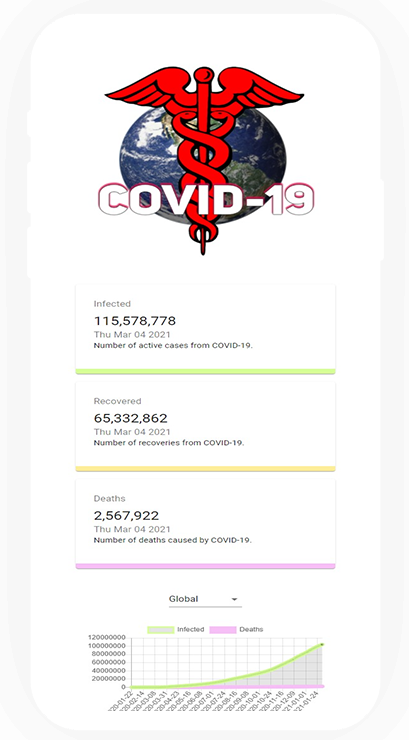 COVID-19
Infected
115,578,778
Thu Mar 04 2021
Number of active cases from COVID-19.
Recovered
65,332,862
Thu Mar 04 2021
Number of recoveries from COVID-19.
Deaths
2,567,922
Thu Mar 04 2021
Number of deaths caused by COVID-19.
Global
Infected Deaths
120000000
100000000
80000000
60000000
40000000
20000000
0